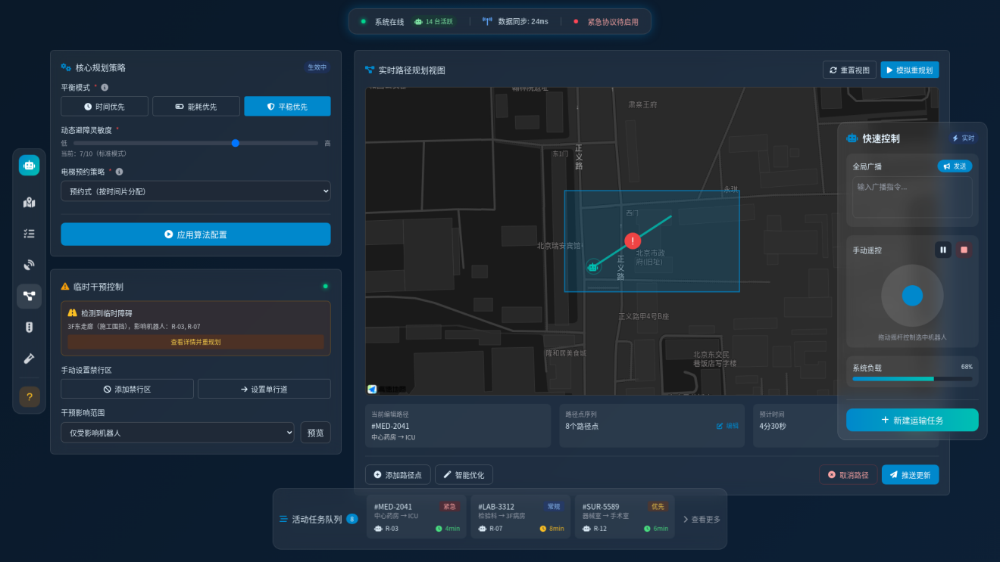 系统在线
14 台活跃
数据同步: 24ms
紧急协议待启用
核心规划策略
生效中
平衡模式 *
时间优先
能耗优先
平稳优先
动态避障灵敏度 *
低
高
当前：7/10（标准模式）
电梯预约策略 *
预约式（按时间片分配）
应用算法配置
临时干预控制
检测到临时障碍
3F东走廊（施工围挡），影响机器人：R-03, R-07
查看详情并重规划
手动设置禁行区
添加禁行区
设置单行道
干预影响范围
仅受影响机器人
预览
?
实时路径规划视图
重置视图
模拟重规划
翰林院遗址
肃亲王府
东1门
正义路
永琪
西门
北京瑞安宾馆
北京市政
府(旧址)
正义路
正义路甲4号B座
隆和居美食城
北京东交民
巷饭店写字楼
当前编辑路径
#MED-2041
中心药房 → ICU
路径点序列
8个路径点
编辑
预计时间
4分30秒
添加路径点
智能优化
取消路径
推送更新
快速控制
实时
全局广播
发送
输入广播指令...
手动遥控
拖动摇杆控制选中机器人
系统负载
68%
新建运输任务
活动任务队列
8
#MED-2041
紧急
中心药房 → ICU
R-03
4min
#LAB-3312
常规
检验科 → 3F病房
R-07
8min
#SUR-5589
优先
器械室 → 手术室
R-12
6min
查看更多